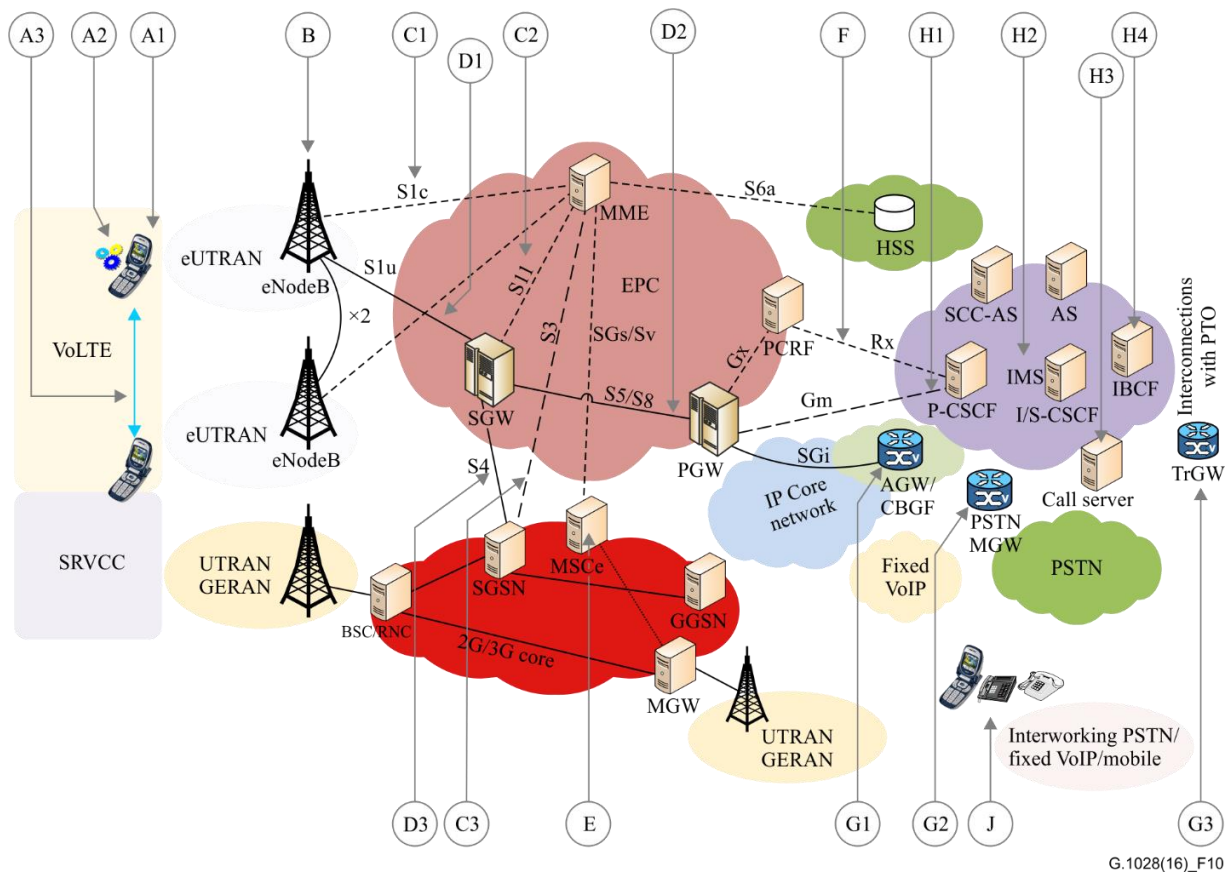 A3
A2
A1
B
C1
C2
D2
F
H1
H2
H4
D1
H3
S1c
S6a
MME
HSS
eUTRAN
eNodeB
S1u
S11
EPC
SCC-AS
AS
×2
S3
SGs/Sv
PCRF
Rx
VoLTE
Gx
IMS
IBCF
Interconnections
with PTO
S5/S8
Gm
P-CSCF
I/S-CSCF
SGW
eUTRAN
eNodeB
PGW
SGi
TrGW
S4
IP Core
network
AGW/
CBGF
Call server
PSTN
MGW
SRVCC
UTRAN
GERAN
SGSN
MSCe
Fixed
VoIP
PSTN
GGSN
BSC/RNC
2G/3G core
MGW
UTRAN
GERAN
Interworking PSTN/
fixed VoIP/mobile
D3
C3
E
G1
G2
J
G3
G.1028(16)_F10